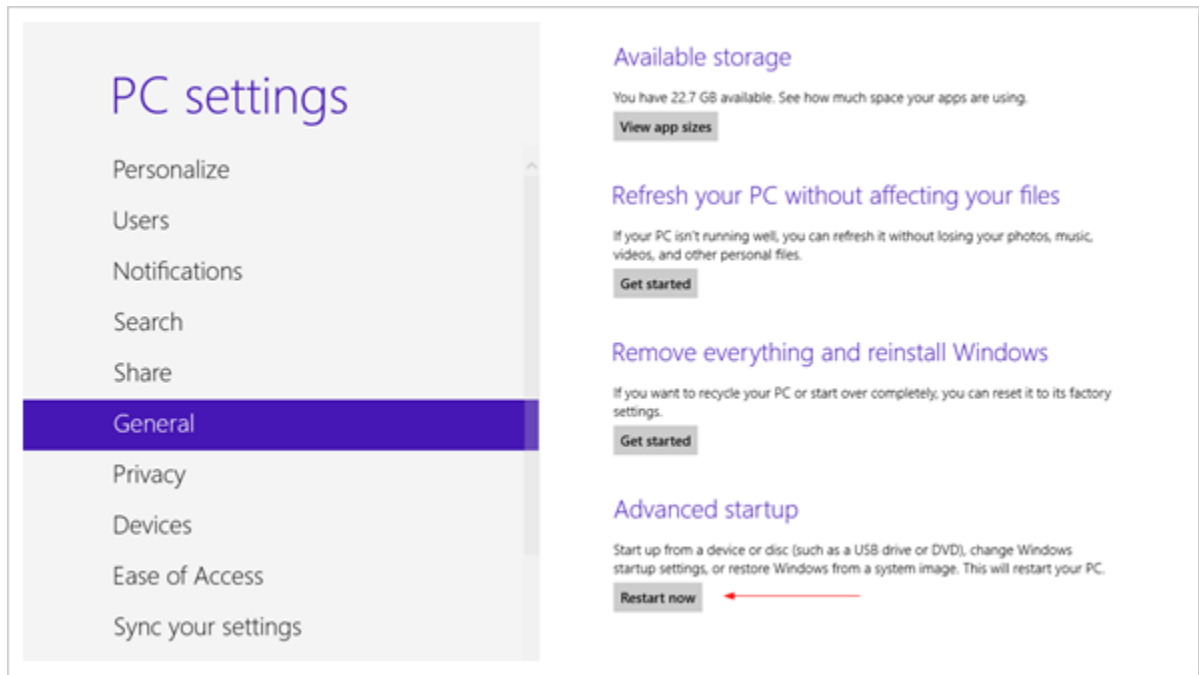 PC settings
Personalize
Users
Notifications
Search
Share
General
Privacy
Devices
Ease of Access
Sync your settings
Available storage
You have 22.7 GB available. See how much space your apps are using.
View app sizes
Refresh your PC without affecting your files
If your PC isn't running well, you can refresh it without losing your photos, music,
videos, and other personal files.
Get started
Remove everything and reinstall Windows
If you want to recycle your PC or start over completely, you can reset it to its factory
settings.
Get started
Advanced startup
Start up from a device or disc (such as a USB drive or DVD), change Windows
startup settings, or restore Windows from a system image. This will restart your PC.
Restart now